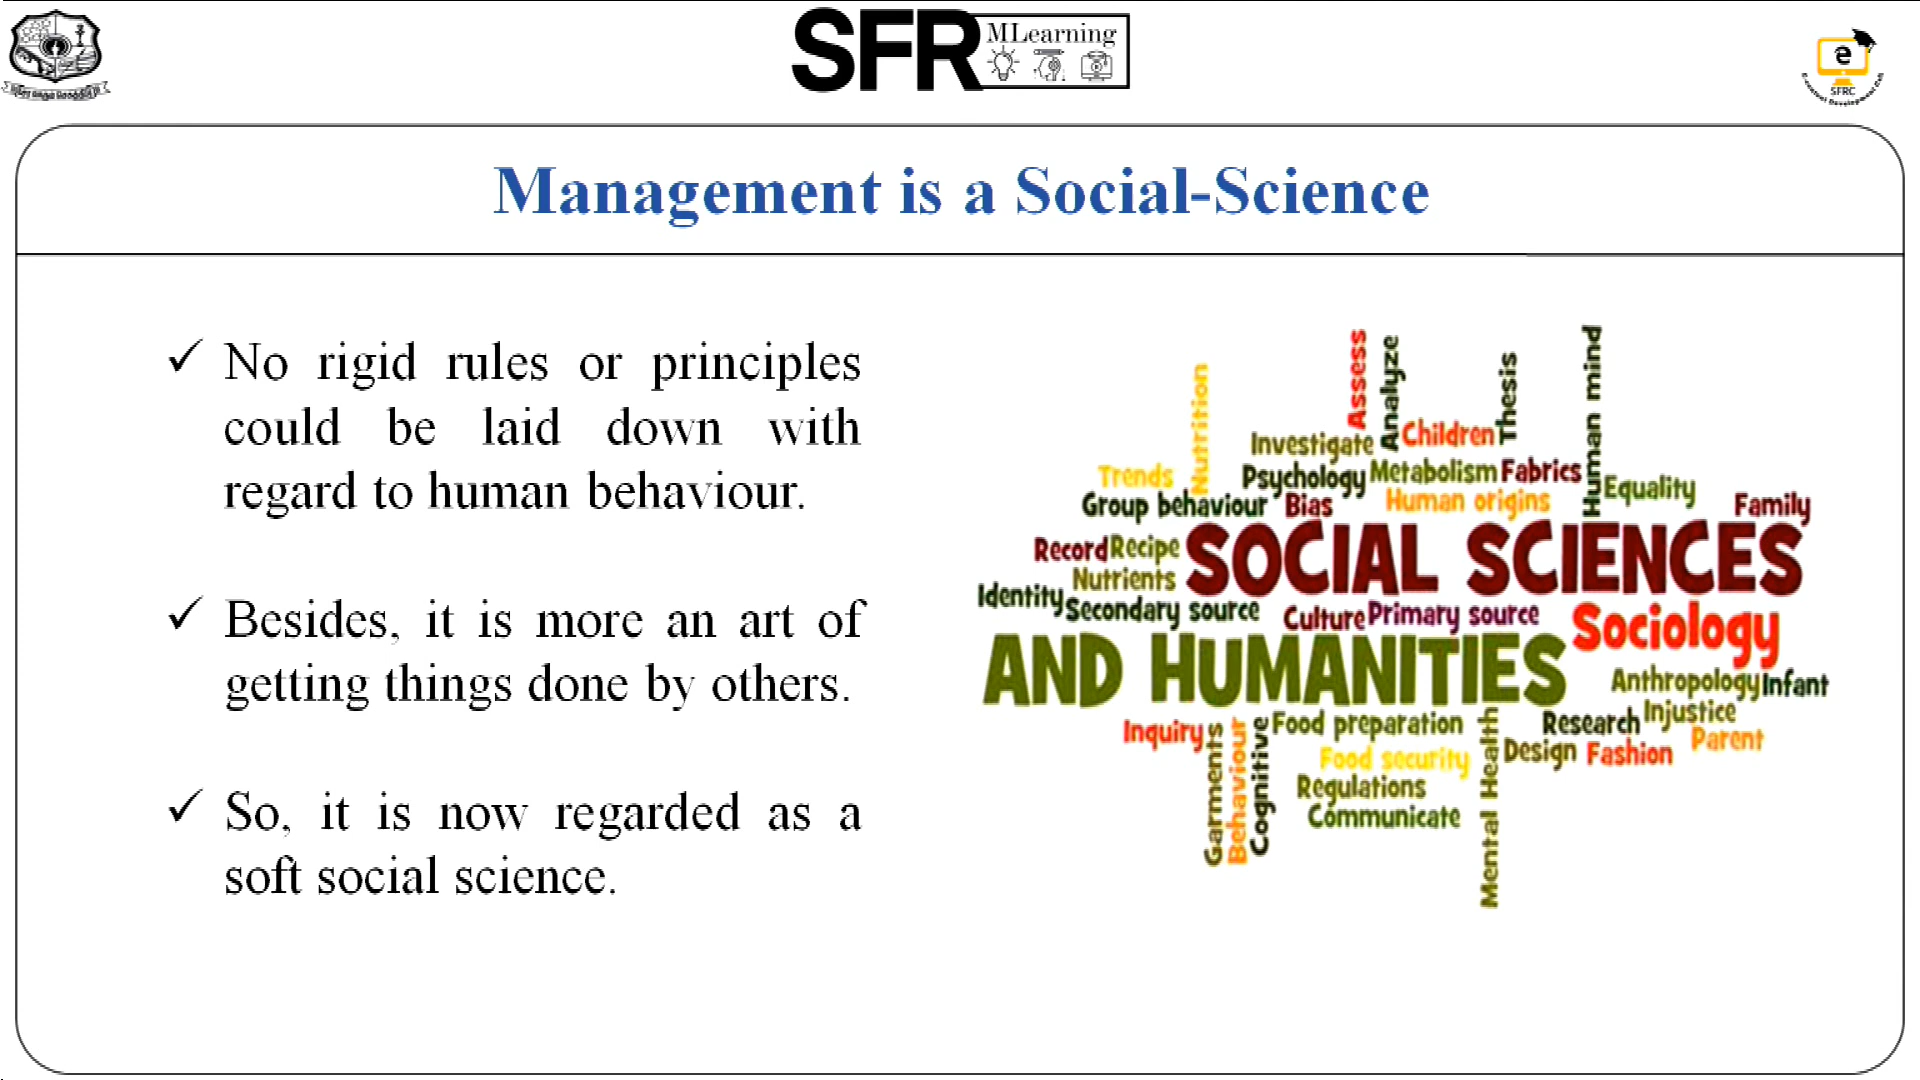 SFR MLearning
e
SFRC
Management is a Social-Science
✓ No rigid rules or principles
could be laid down with
regard to human behaviour.
✓ Besides, it is more an art of
getting things done by others.
✓ So, it is now regarded as a
soft social science.
Nutrition
Assess
Analyze
Thesis
Human mind
Investigate
Children
Trends
Psychology
Metabolism
Fabrics
Equality
Group behaviour
Bias
Human origins
Family
Record
Recipe
SOCIAL SCIENCES
Nutrients
Identity
Secondary source
Culture
Primary source
Sociology
AND HUMANITIES
Anthropology
Infant
Inquiry
Garments
Behaviour
Cognitive
Food preparation
Mental Health
Research
Injustice
Food security
Design
Fashion
Parent
Regulations
Communicate